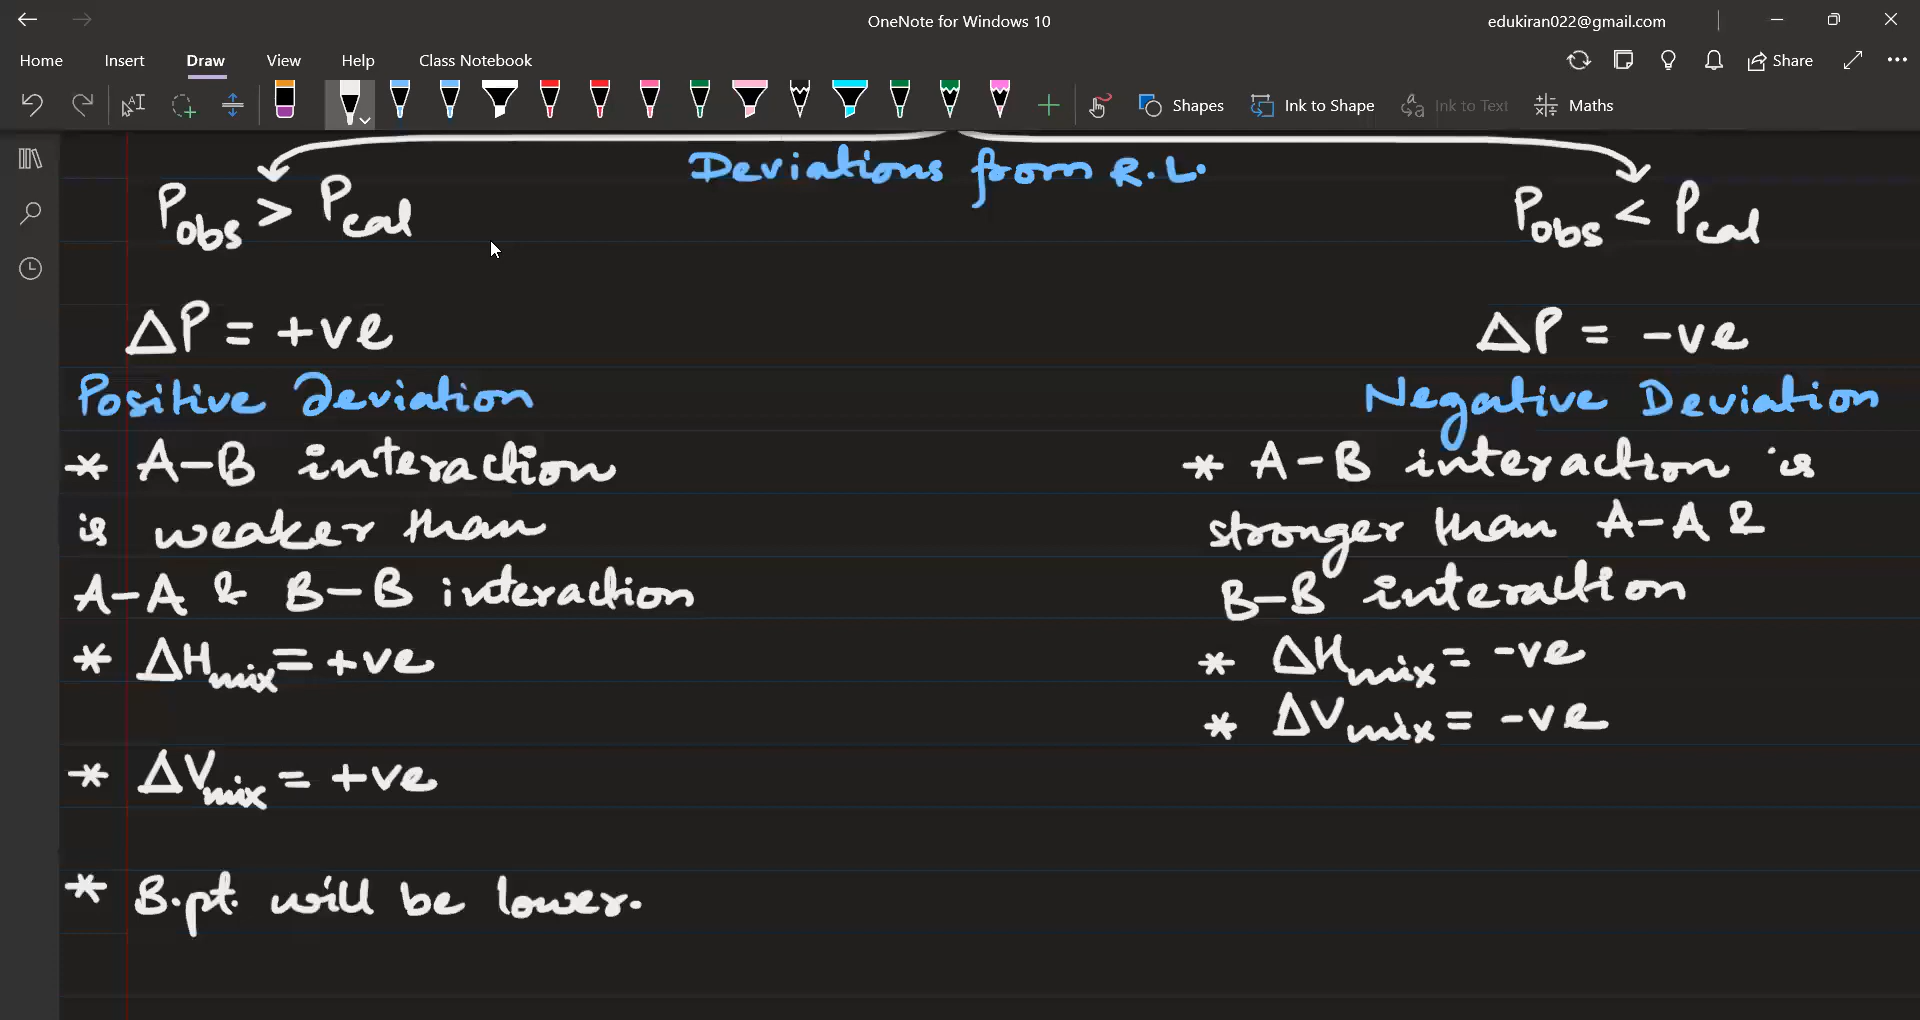 OneNote for Windows 10
edukiran022@gmail.com
Home Insert Draw View Help Class Notebook
Share
Shapes Ink to Shape Ink to Text Maths
Deviations from R.L.
Pobs > Pcal
ΔP = +ve
Positive Deviation
* A-B interaction
is weaker than
A-A & B-B interaction
* ΔHmix = +ve
* ΔVmix = +ve
* B.pt. will be lower.
Pobs < Pcal
ΔP = -ve
Negative Deviation
* A-B interaction is
stronger than A-A &
B-B interaction
* ΔHmix = -ve
* ΔVmix = -ve